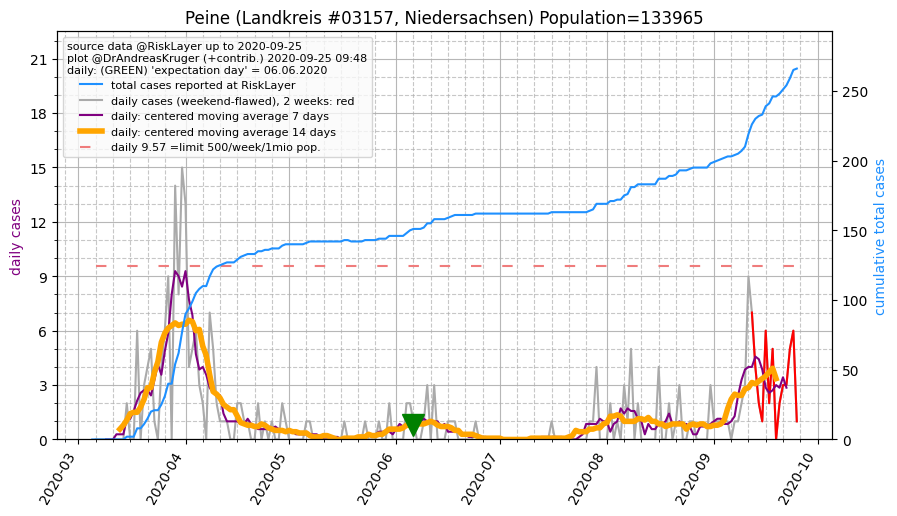 Peine (Landkreis #03157, Niedersachsen) Population=133965
source data @RiskLayer up to 2020-09-25
plot @DrAndreasKruger (+contrib.) 2020-09-25 09:48
daily: (GREEN) 'expectation day' = 06.06.2020
total cases reported at RiskLayer
daily cases (weekend-flawed), 2 weeks: red
daily: centered moving average 7 days
daily: centered moving average 14 days
daily 9.57 =limit 500/week/1mio pop.
daily cases
21
18
15
12
9
6
3
0
cumulative total cases
250
200
150
100
50
0
2020-03
2020-04
2020-05
2020-06
2020-07
2020-08
2020-09
2020-10